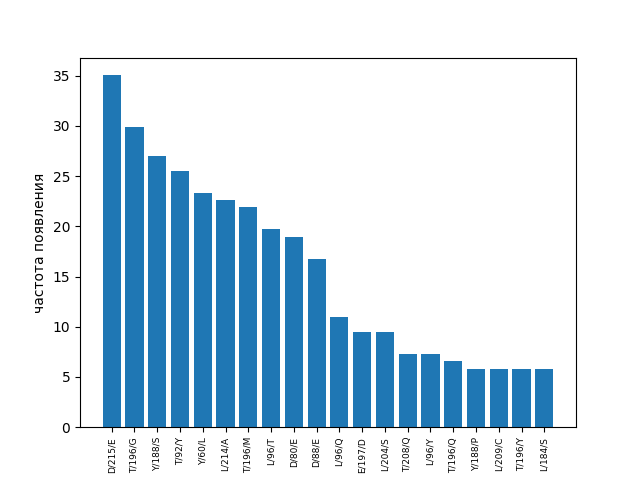 35
30
25
20
15
10
5
0
частота появления
D/215/E
T/196/G
Y/188/S
T/92/Y
Y/60/L
L/214/A
T/196/M
L/96/T
D/80/E
D/88/E
L/96/Q
E/197/D
L/204/S
T/208/Q
L/96/Y
T/196/Q
Y/188/P
L/209/C
T/196/Y
L/184/S